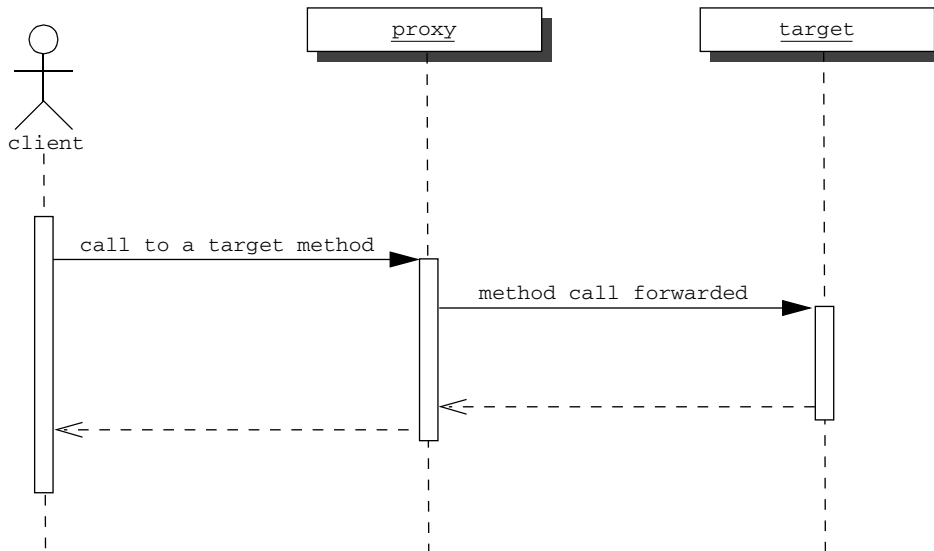 proxy
target
client
call to a target method
method call forwarded